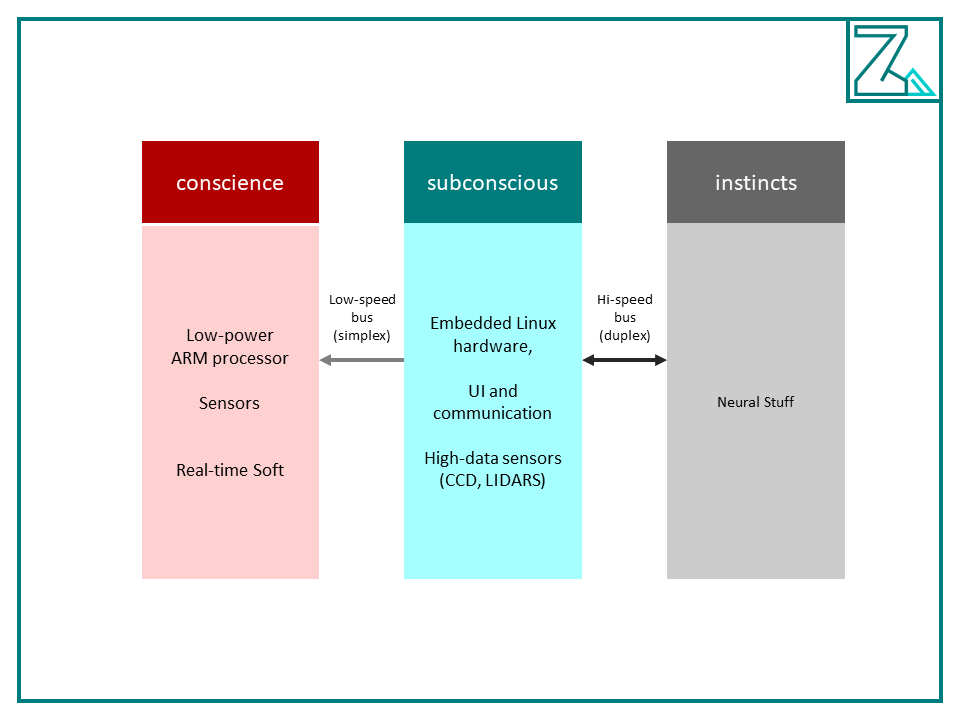 conscience
subconscious
instincts
Low-power
ARM processor
Sensors
Real-time Soft
Low-speed
bus
(simplex)
Embedded Linux
hardware,
UI and
communication
High-data sensors
(CCD, LIDARS)
Hi-speed
bus
(duplex)
Neural Stuff